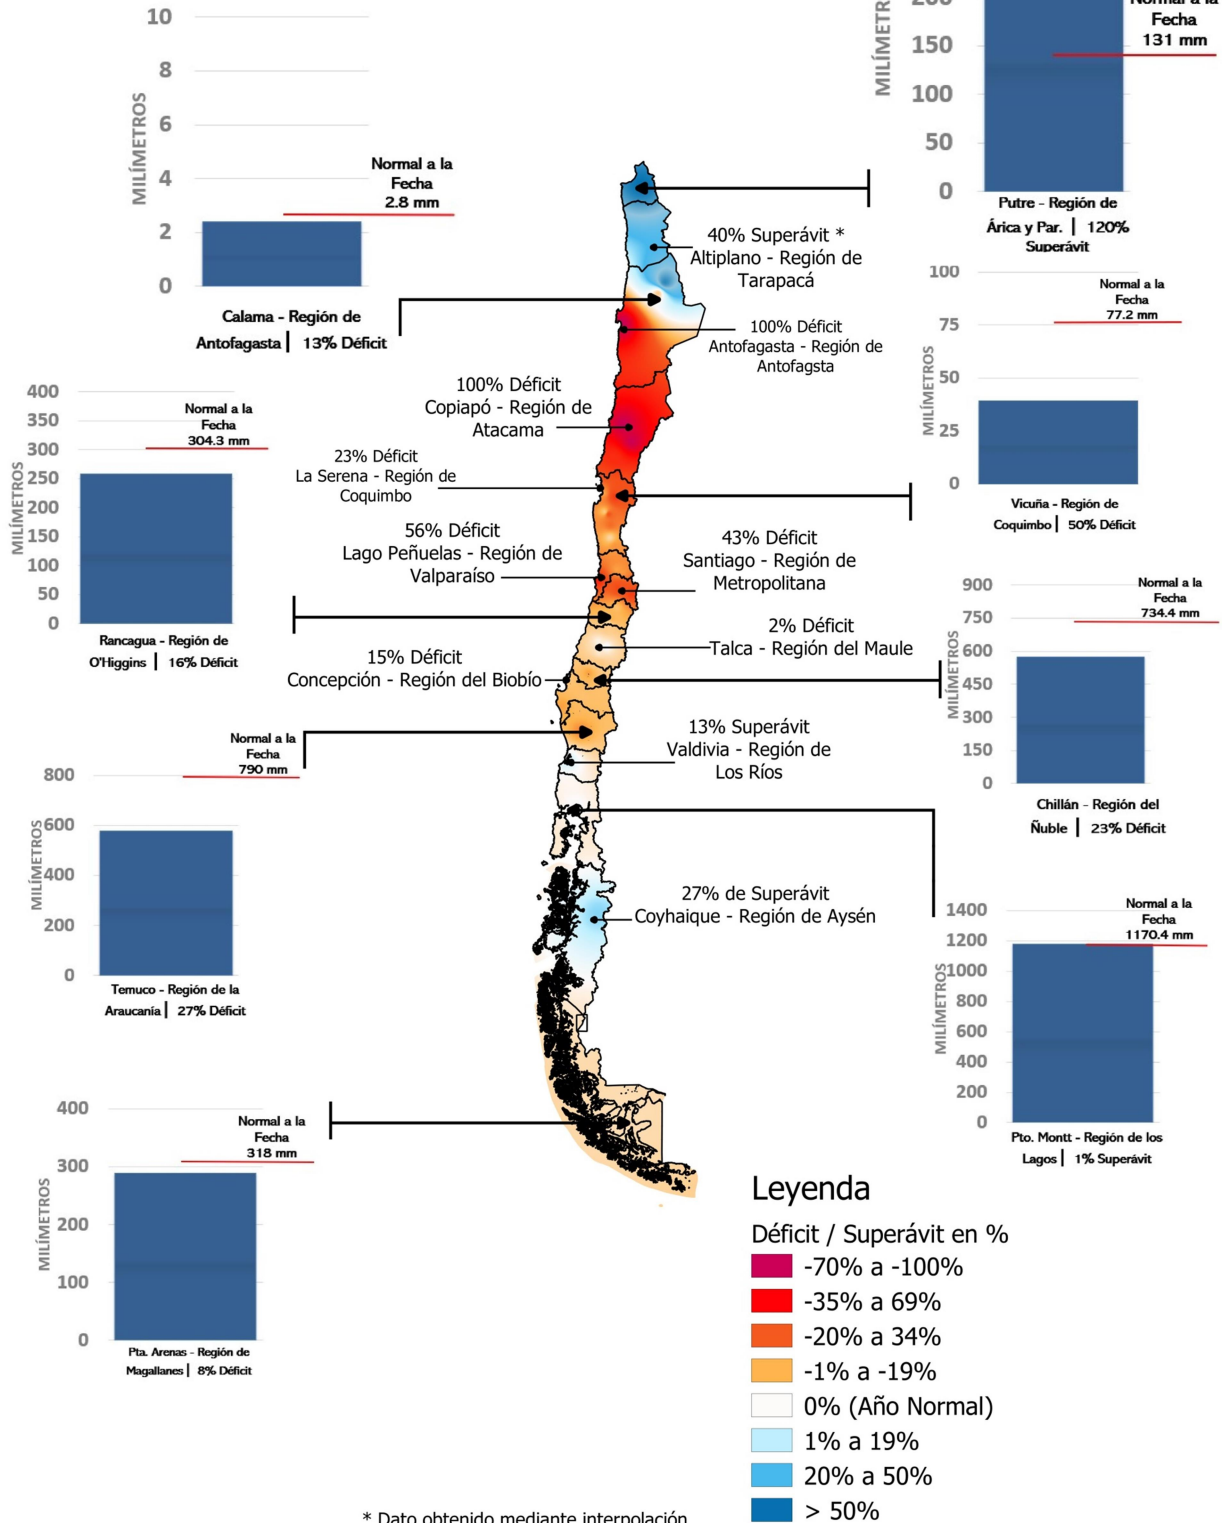 10
8
6
4
2
0
MILÍMETROS
Normal a la
Fecha
2.8 mm
Calama - Región de
Antofagasta | 13% Déficit
200
150
100
50
0
Normal a la
Fecha
131 mm
Putre - Región de
Árica y Par. | 120%
Superávit
40% Superávit *
Altiplano - Región de
Tarapacá
100% Déficit
Antofagasta - Región de
Antofagsta
100
75
50
25
0
MILÍMETROS
Normal a la
Fecha
77.2 mm
Vicuña - Región de
Coquimbo | 50% Déficit
400
350
300
250
200
150
100
50
0
MILÍMETROS
Normal a la
Fecha
304.3 mm
Rancagua - Región de
O'Higgins | 16% Déficit
100% Déficit
Copiapó - Región de
Atacama
23% Déficit
La Serena - Región de
Coquimbo
56% Déficit
Lago Peñuelas - Región de
Valparaíso
43% Déficit
Santiago - Región de
Metropolitana
2% Déficit
Talca - Región del Maule
15% Déficit
Concepción - Región del Biobío
900
750
600
450
300
150
0
MILÍMETROS
Normal a la
Fecha
734.4 mm
Chillán - Región del
Ñuble | 23% Déficit
13% Superávit
Valdivia - Región de
Los Ríos
800
600
400
200
0
MILÍMETROS
Normal a la
Fecha
790 mm
Temuco - Región de la
Araucanía | 27% Déficit
27% de Superávit
Coyhaique - Región de Aysén
1400
1200
1000
800
600
400
200
0
MILÍMETROS
Normal a la
Fecha
1170.4 mm
Pto. Montt - Región de los
Lagos | 1% Superávit
400
300
200
100
0
MILÍMETROS
Normal a la
Fecha
318 mm
Pta. Arenas - Región de
Magallanes | 8% Déficit
Leyenda
Déficit / Superávit en %
-70% a -100%
-35% a 69%
-20% a 34%
-1% a -19%
0% (Año Normal)
1% a 19%
20% a 50%
> 50%
* Dato obtenido mediante interpolación